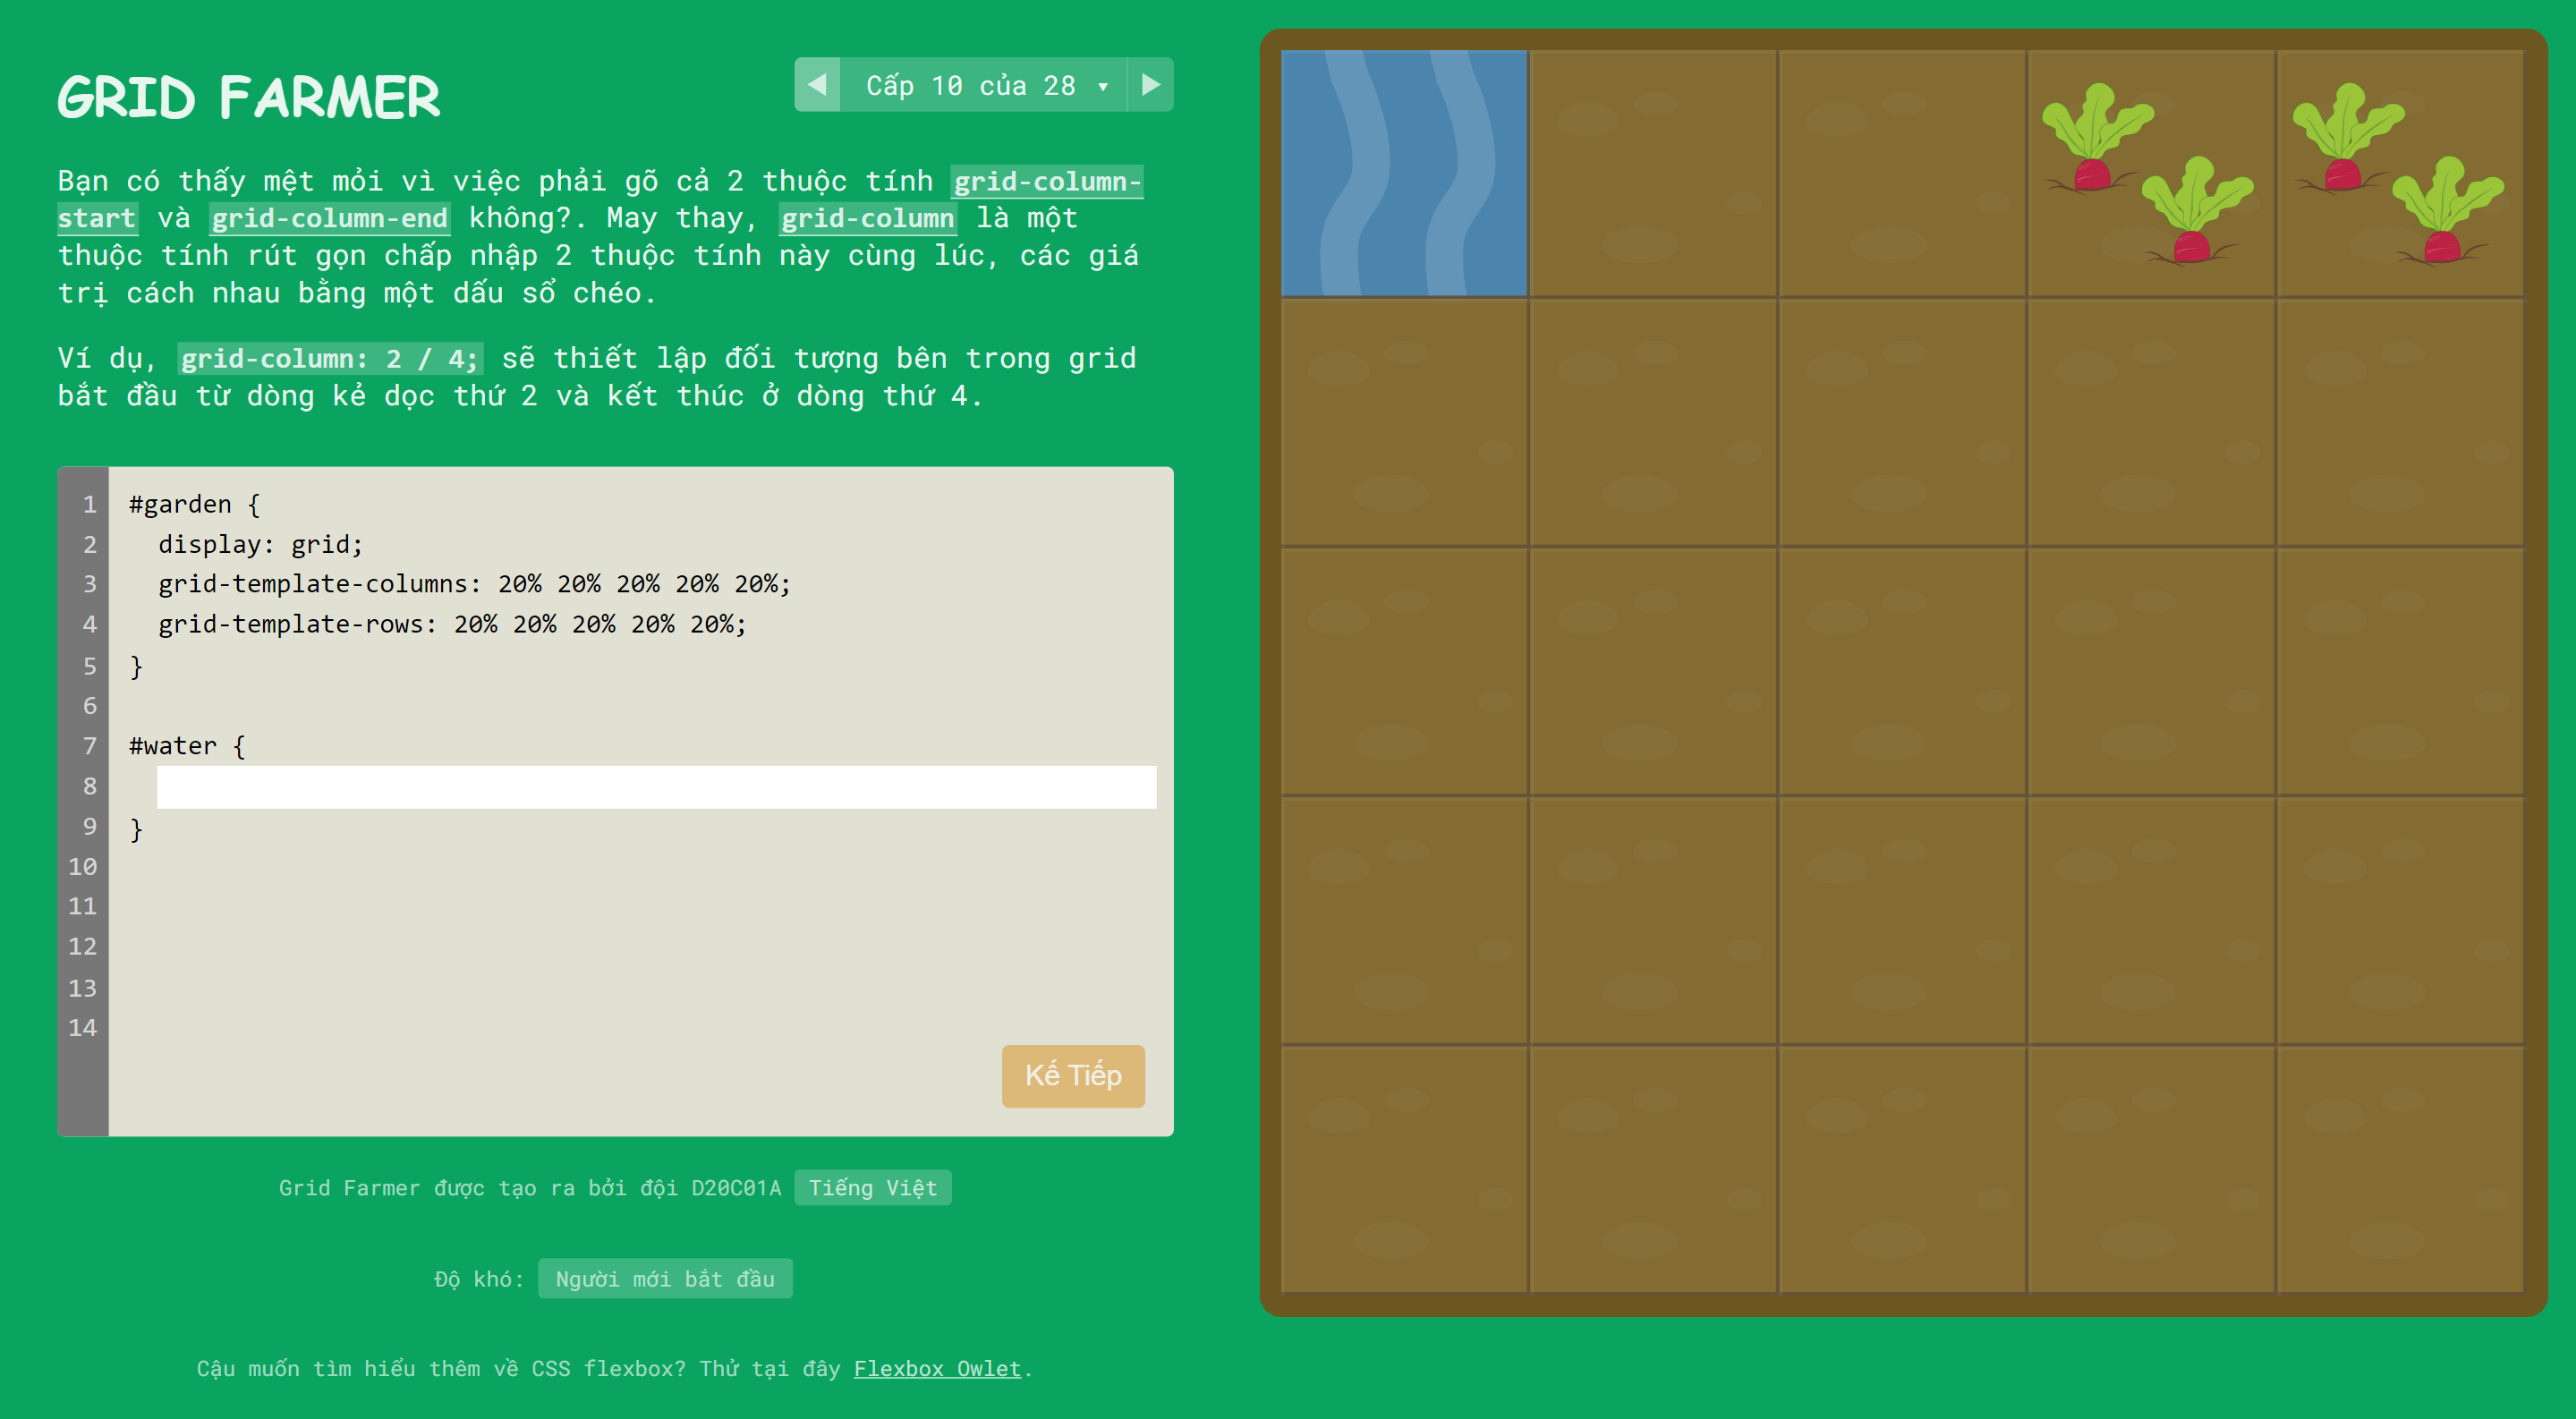 GRID FARMER
Cấp 10 của 28 ▾
Bạn có thấy mệt mỏi vì việc phải gõ cả 2 thuộc tính grid-column-
start và grid-column-end không?. May thay, grid-column là một
thuộc tính rút gọn chấp nhập 2 thuộc tính này cùng lúc, các giá
trị cách nhau bằng một dấu sổ chéo.
Ví dụ, grid-column: 2 / 4; sẽ thiết lập đối tượng bên trong grid
bắt đầu từ dòng kẻ dọc thứ 2 và kết thúc ở dòng thứ 4.
1 #garden {
2 display: grid;
3 grid-template-columns: 20% 20% 20% 20% 20%;
4 grid-template-rows: 20% 20% 20% 20% 20%;
5 }
6
7 #water {
8
9 }
10
11
12
13
14
Kế Tiếp
Grid Farmer được tạo ra bởi đội D20C01A Tiếng Việt
Độ khó: Người mới bắt đầu
Cậu muốn tìm hiểu thêm về CSS flexbox? Thử tại đây Flexbox Owlet.